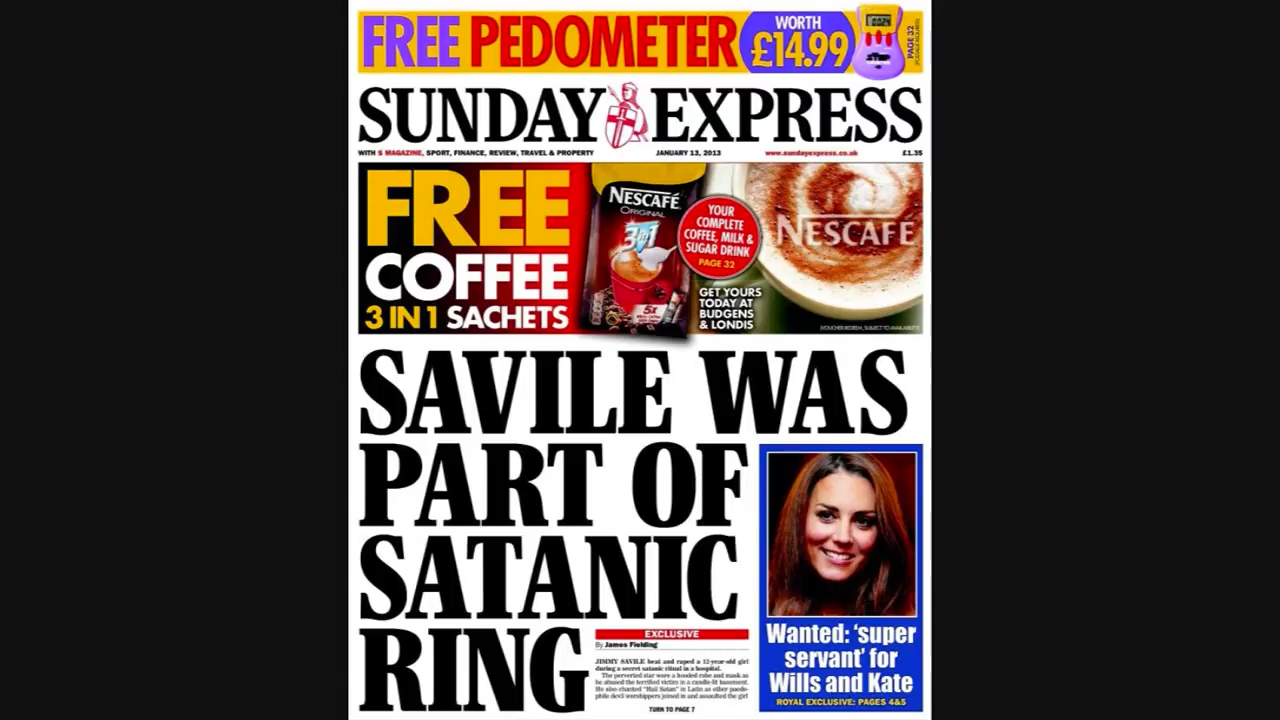 FREE PEDOMETER WORTH £14.99
PAGE 32
SUNDAY EXPRESS
WITH S MAGAZINE, SPORT, FINANCE, REVIEW, TRAVEL & PROPERTY JANUARY 13, 2013 www.sundayexpress.co.uk £1.35
FREE
COFFEE
3 IN 1 SACHETS
NESCAFÉ
ORIGINAL
3in1
5x
YOUR
COMPLETE
COFFEE, MILK &
SUGAR DRINK
PAGE 32
GET YOURS
TODAY AT
BUDGENS
& LONDIS
NESCAFÉ
SAVILE WAS
PART OF
SATANIC
RING
EXCLUSIVE
By James Fielding
JIMMY SAVILE beat and raped a 12-year-old girl
during a secret satanic ritual in a hospital.
The perverted star wore a hooded robe and mask as
he abused the terrified victim in a candle-lit basement.
He also chanted "Hail Satan" in Latin as other paedo-
phile devil worshippers joined in and assaulted the girl
TURN TO PAGE 7
Wanted: 'super
servant' for
Wills and Kate
ROYAL EXCLUSIVE: PAGES 4&5